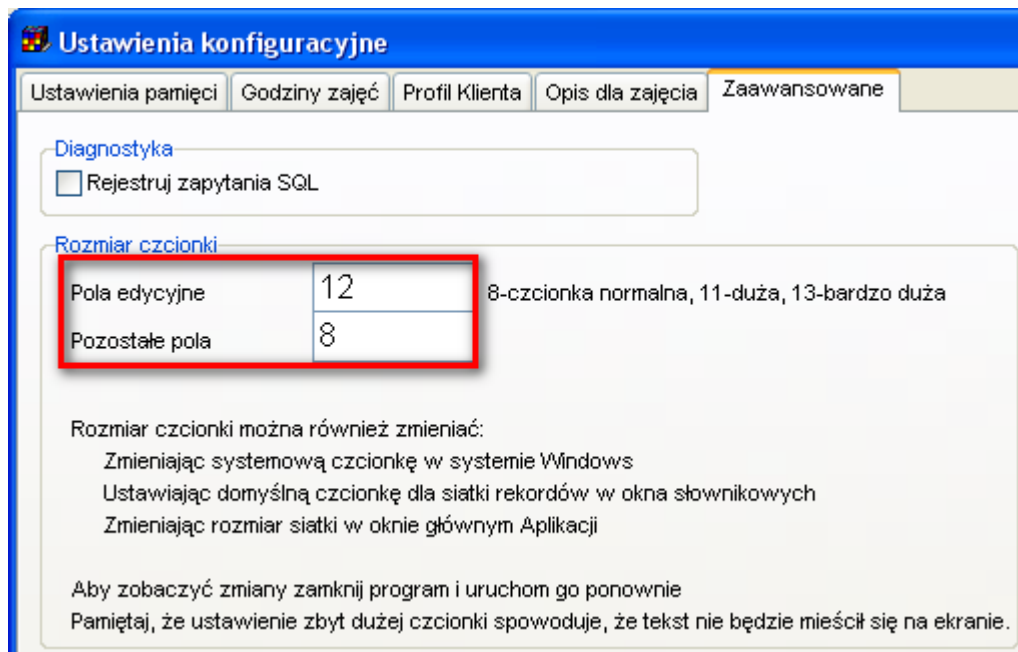 Ustawienia konfiguracyjne
Ustawienia pamięci Godziny zajęć Profil Klienta Opis dla zajęcia Zaawansowane
Diagnostyka
Rejestruj zapytania SQL
Rozmiar czcionki
Pola edycyjne 12 8-czcionka normalna, 11-duża, 13-bardzo duża
Pozostałe pola 8
Rozmiar czcionki można również zmieniać:
Zmieniając systemową czcionkę w systemie Windows
Ustawiając domyślną czcionkę dla siatki rekordów w okna słownikowych
Zmieniając rozmiar siatki w oknie głównym Aplikacji
Aby zobaczyć zmiany zamknij program i uruchom go ponownie
Pamiętaj, że ustawienie zbyt dużej czcionki spowoduje, że tekst nie będzie mieścił się na ekranie.